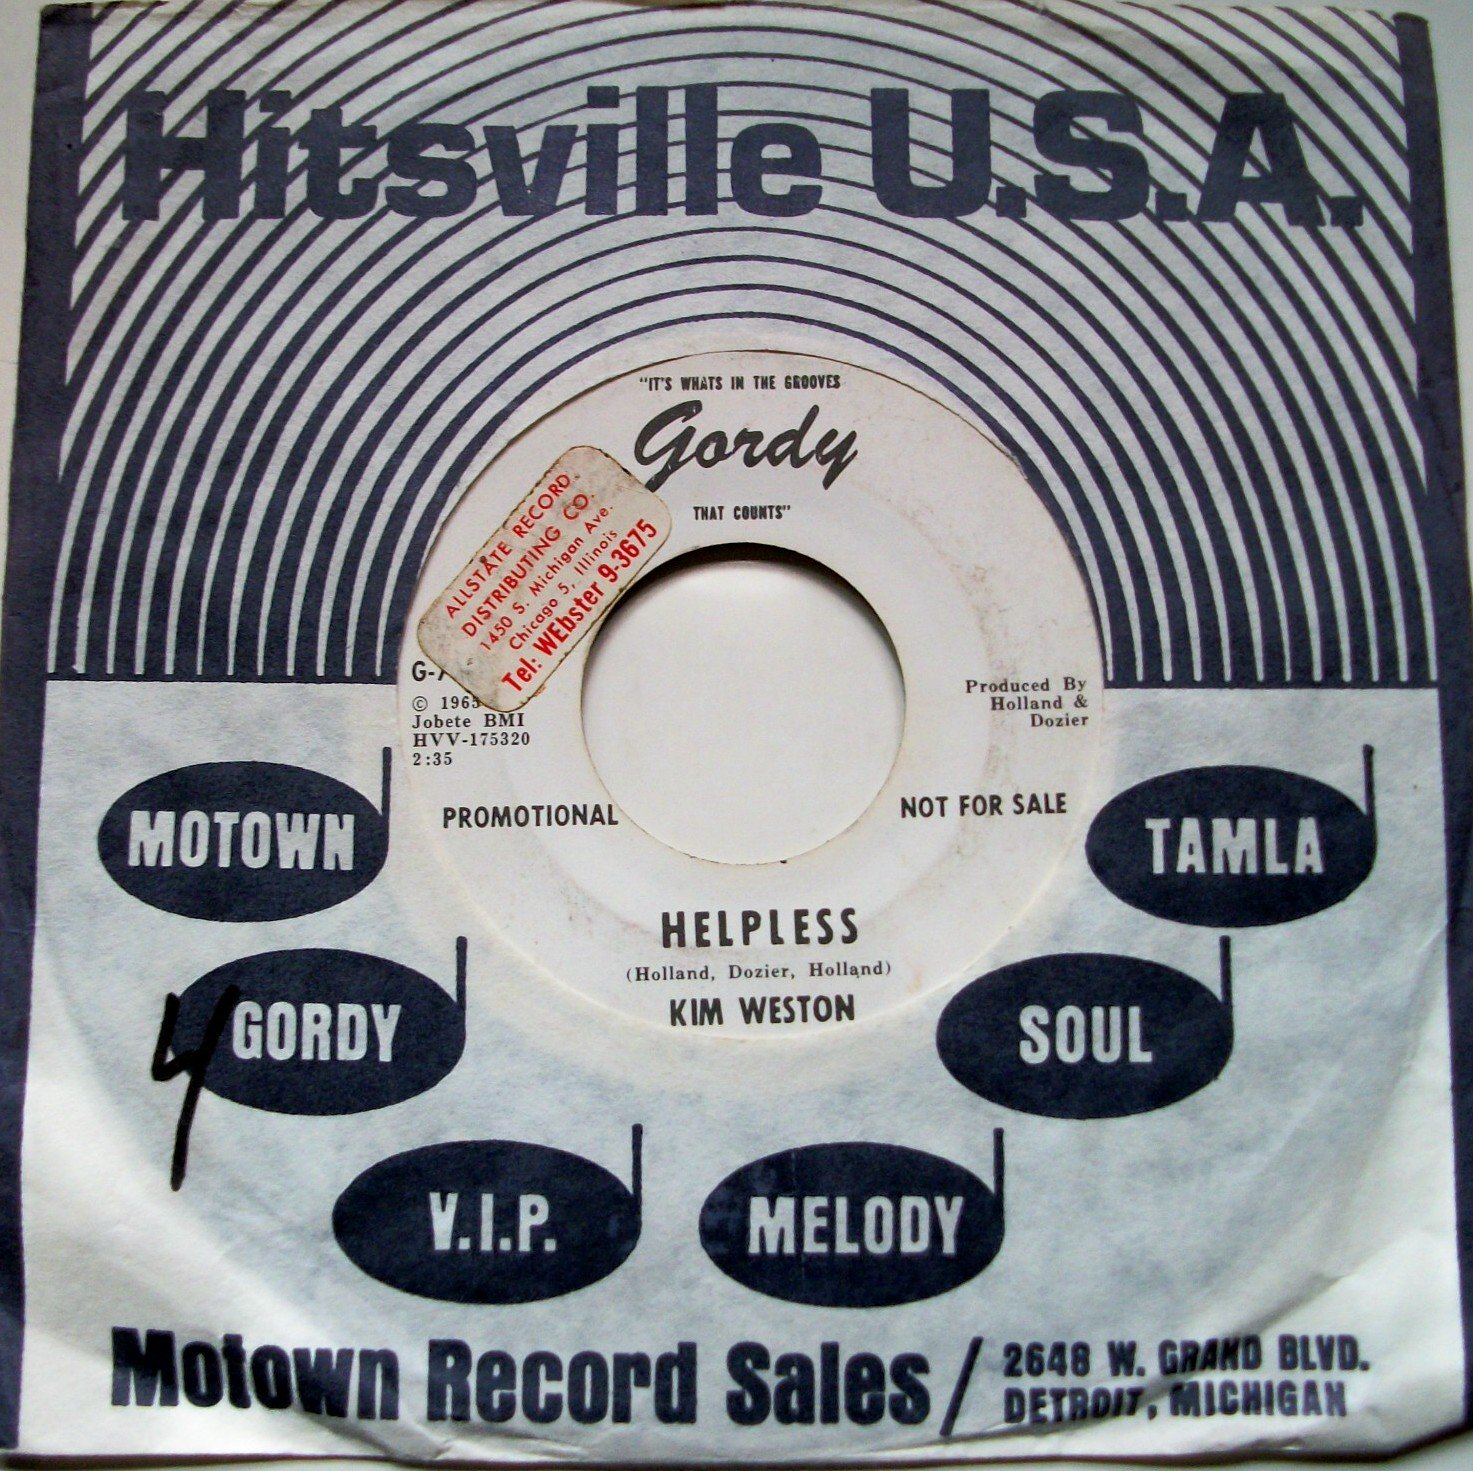 Hitsville U.S.A.
"IT'S WHATS IN THE GROOVES
Gordy
THAT COUNTS"
ALLSTATE RECORD
DISTRIBUTING CO.
1450 S. Michigan Ave.
Chicago 5, Illinois
Tel: WEbster 9-3675
© 1965
Jobete BMI
HVV-175320
2:35
Produced By
Holland &
Dozier
PROMOTIONAL
NOT FOR SALE
HELPLESS
(Holland, Dozier, Holland)
KIM WESTON
MOTOWN
TAMLA
4
GORDY
SOUL
V.I.P.
MELODY
Motown Record Sales / 2648 W. GRAND BLVD.
DETROIT, MICHIGAN